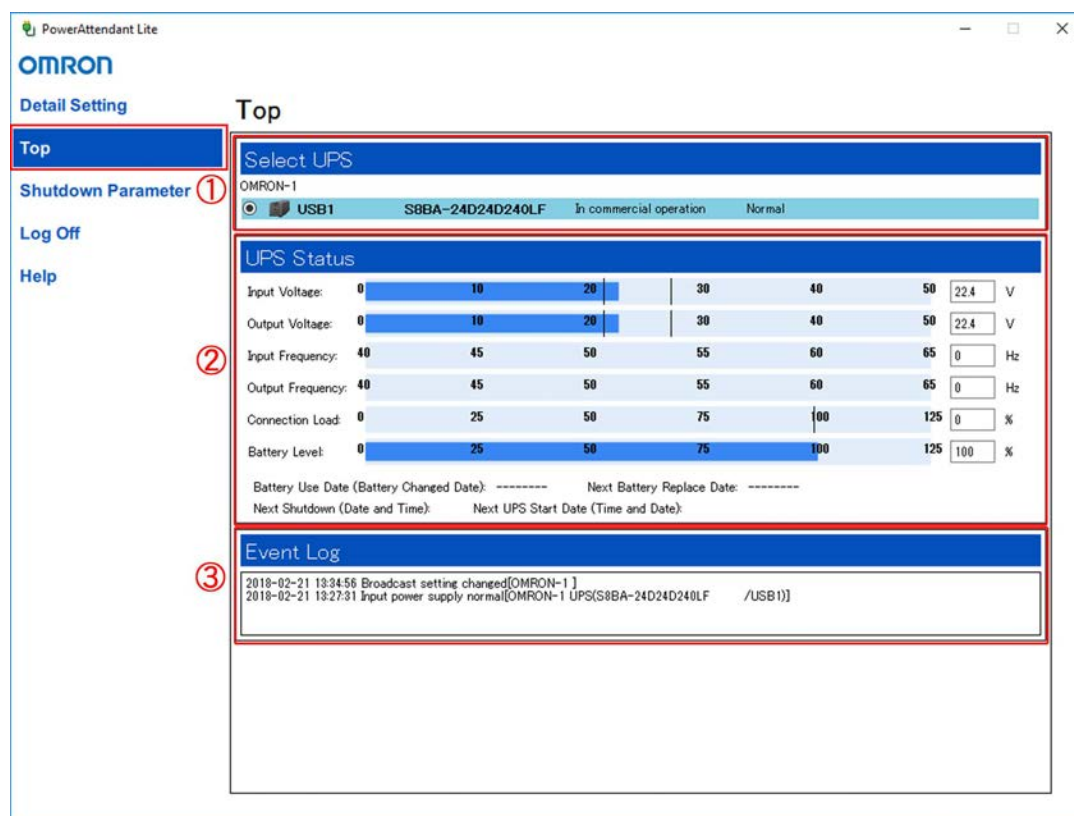 PowerAttendant Lite
OMRON
Detail Setting
Top
Shutdown Parameter
Log Off
Help
Top
①
Select UPS
OMRON-1
USB1 S8BA-24D24D240LF In commercial operation Normal
②
UPS Status
Input Voltage: 0 10 20 30 40 50 22.4 V
Output Voltage: 0 10 20 30 40 50 22.4 V
Input Frequency: 40 45 50 55 60 65 0 Hz
Output Frequency: 40 45 50 55 60 65 0 Hz
Connection Load: 0 25 50 75 100 125 0 %
Battery Level: 0 25 50 75 100 125 100 %
Battery Use Date (Battery Changed Date): -------- Next Battery Replace Date: --------
Next Shutdown (Date and Time): Next UPS Start Date (Time and Date):
③
Event Log
2018-02-21 13:34:56 Broadcast setting changed[OMRON-1 ]
2018-02-21 13:27:31 Input power supply normal[OMRON-1 UPS(S8BA-24D24D240LF /USB1)]